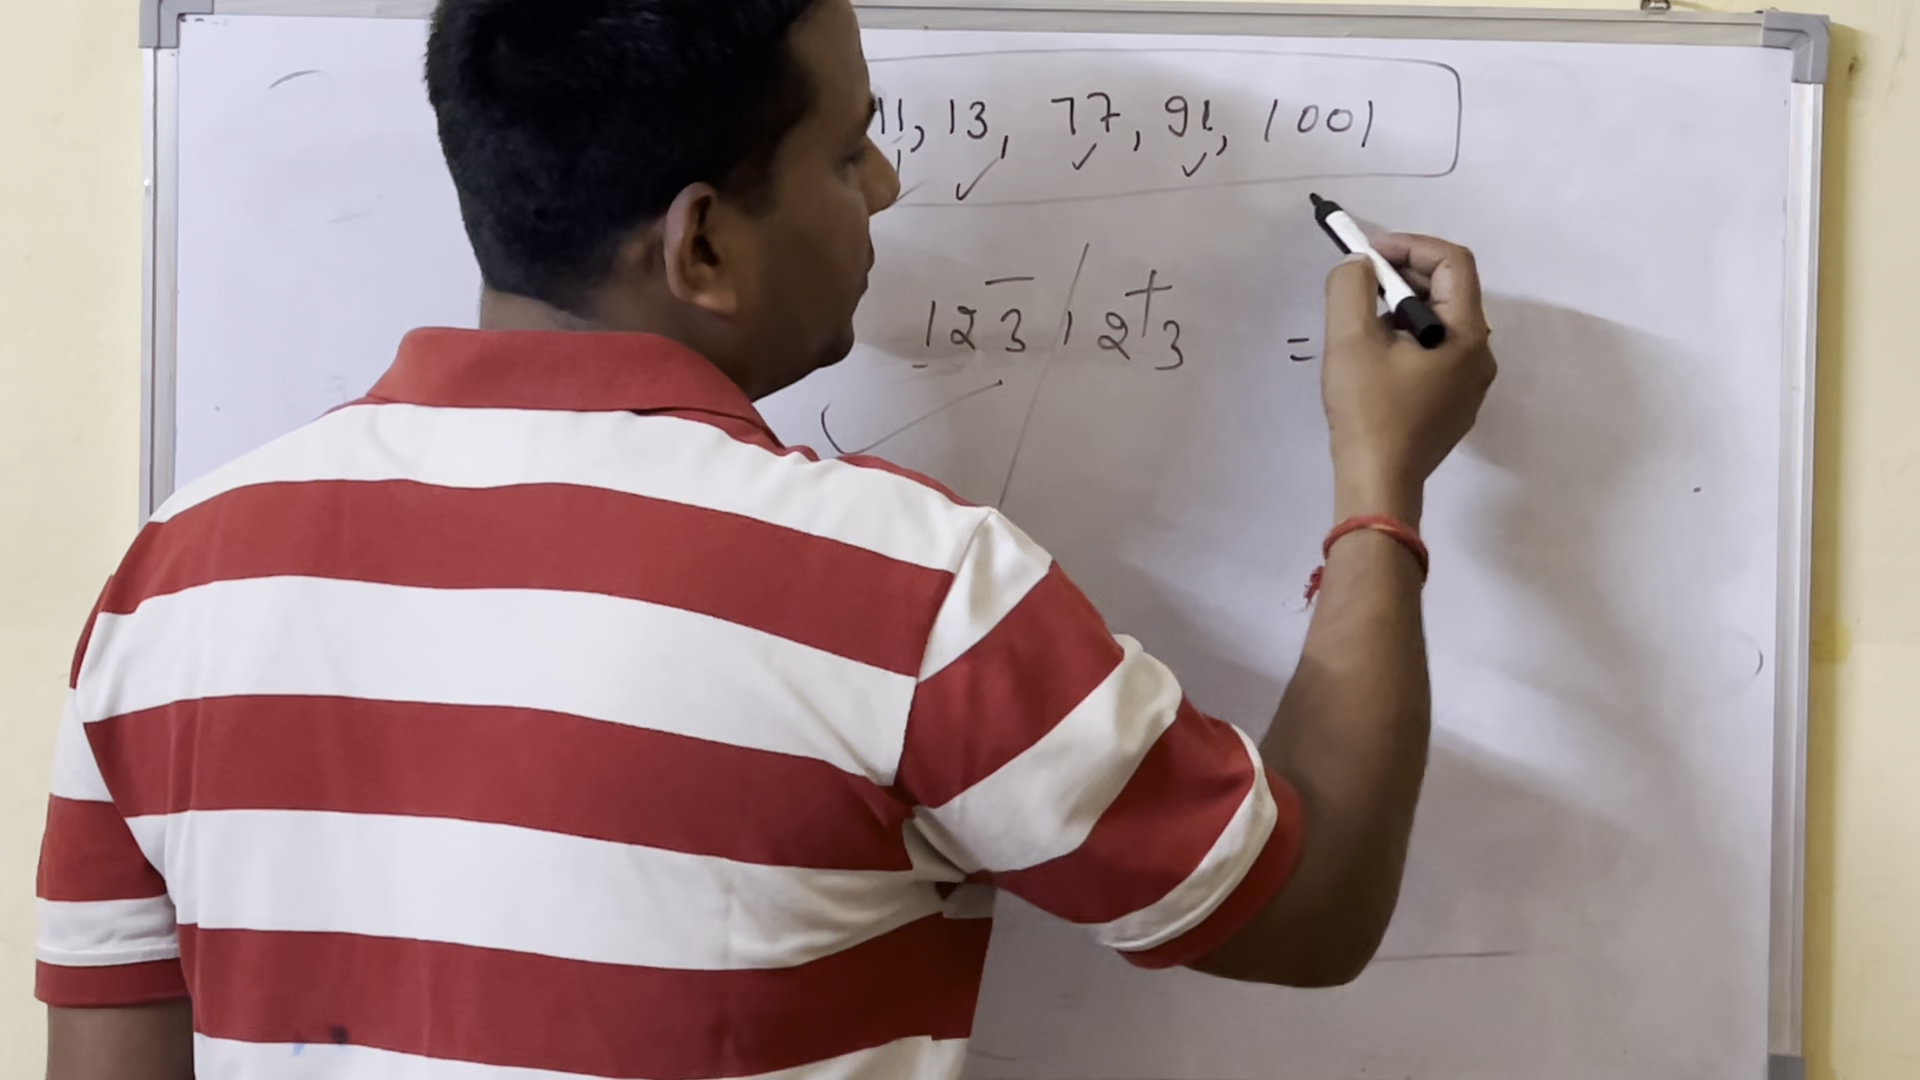 11, 13, 77, 91, 1001
123 / 123 =